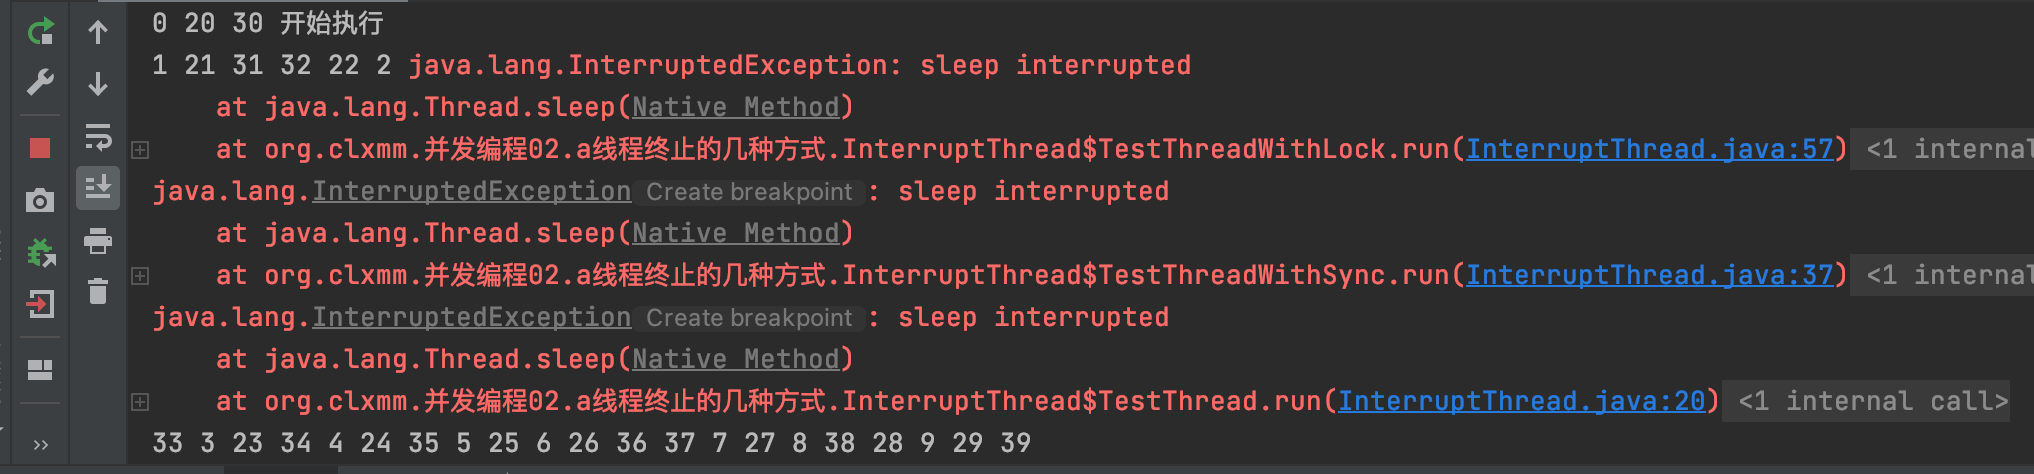 0 20 30 开始执行
1 21 31 32 22 2 java.lang.InterruptedException: sleep interrupted
at java.lang.Thread.sleep(Native Method)
at org.clxmm.并发编程02.a线程终止的几种方式.InterruptThread$TestThreadWithLock.run(InterruptThread.java:57) <1 internal
java.lang.InterruptedException Create breakpoint : sleep interrupted
at java.lang.Thread.sleep(Native Method)
at org.clxmm.并发编程02.a线程终止的几种方式.InterruptThread$TestThreadWithSync.run(InterruptThread.java:37) <1 internal
java.lang.InterruptedException Create breakpoint : sleep interrupted
at java.lang.Thread.sleep(Native Method)
at org.clxmm.并发编程02.a线程终止的几种方式.InterruptThread$TestThread.run(InterruptThread.java:20) <1 internal call>
33 3 23 34 4 24 35 5 25 6 26 36 37 7 27 8 38 28 9 29 39